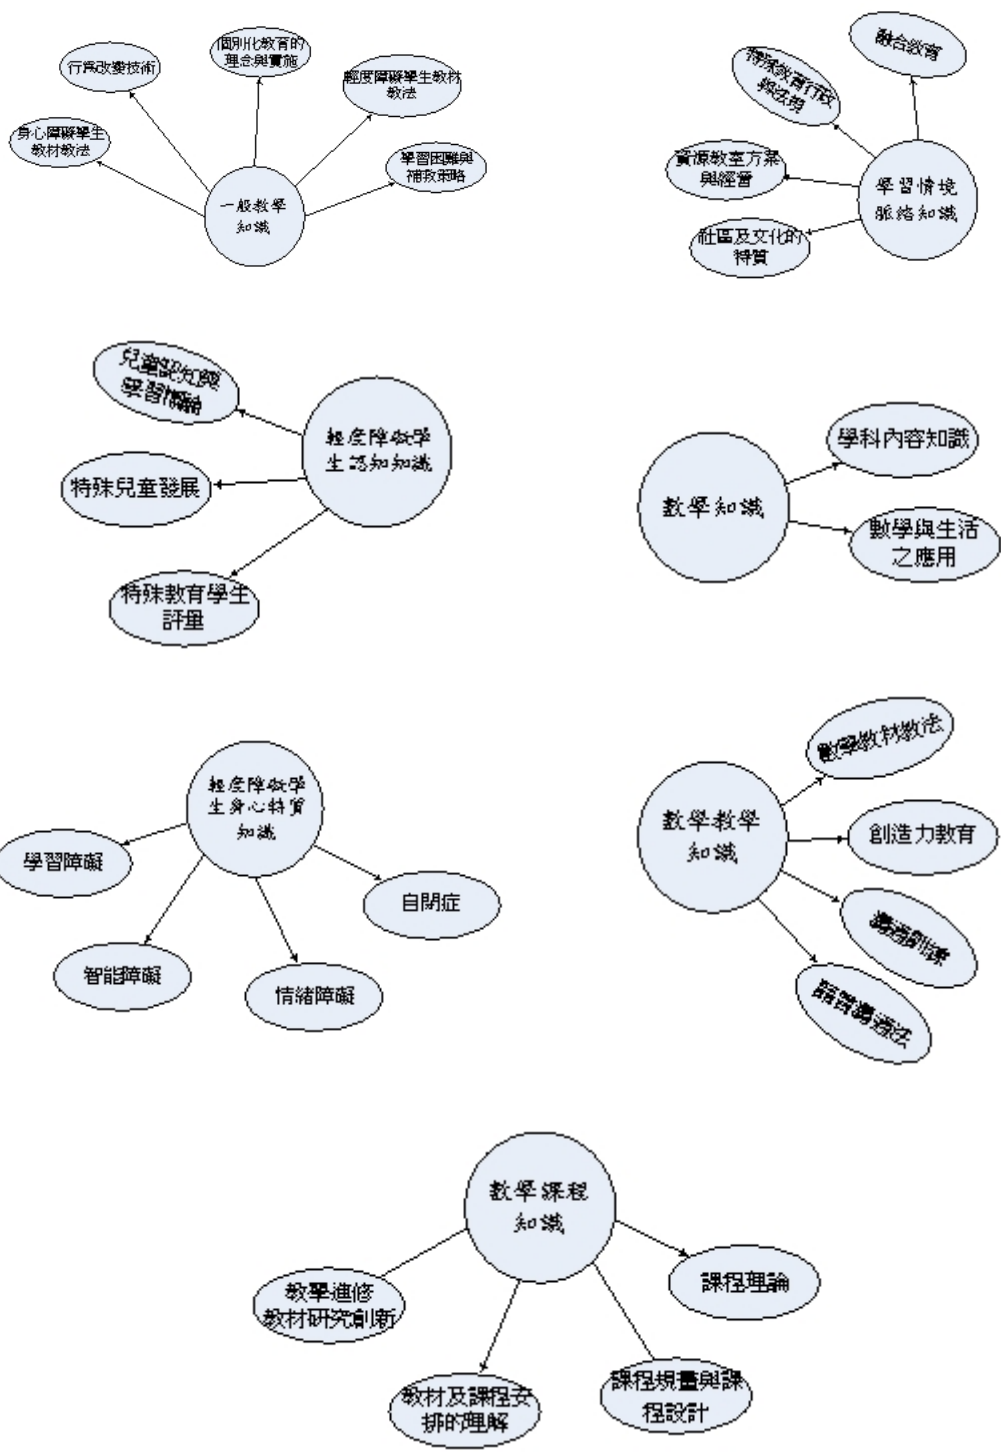 個別化教育的
理念與實施
行為改變技術
輕度障礙學生教材
教法
身心障礙學生
教材教法
學習困難與
補救策略
一般教學
知識
融合教育
特殊教育行政
與法規
資源教室方案
與經營
社區及文化的
特質
學習情境
脈絡知識
兒童認知與
學習
特殊兒童發展
特殊教育學生
評量
輕度障礙學
生認知知識
學科內容知識
數學與生活
之應用
數學知識
輕度障礙學
生身心特質
知識
學習障礙
智能障礙
情緒障礙
自閉症
數學教材教法
創造力教育
溝通訓練
溝通法
數學教學
知識
數學課程
知識
教學進修
教材研究創新
教材及課程安
排的理解
課程規畫與課
程設計
課程理論